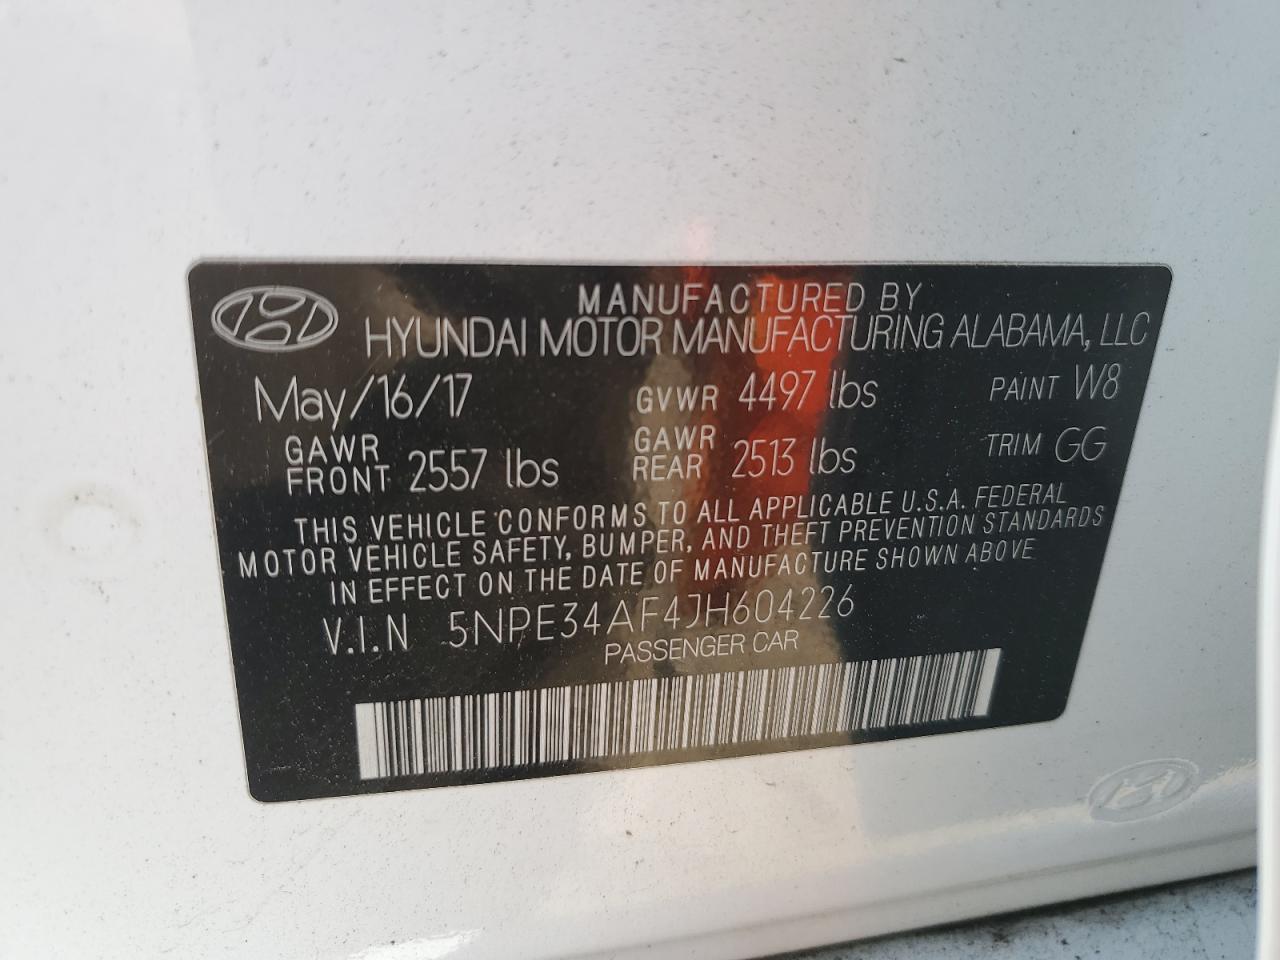 MANUFACTURED BY
HYUNDAI MOTOR MANUFACTURING ALABAMA, LLC
May/16/17 GVWR 4497 lbs PAINT W8
GAWR FRONT 2557 lbs GAWR REAR 2513 lbs TRIM GG
THIS VEHICLE CONFORMS TO ALL APPLICABLE U.S.A. FEDERAL
MOTOR VEHICLE SAFETY, BUMPER, AND THEFT PREVENTION STANDARDS
IN EFFECT ON THE DATE OF MANUFACTURE SHOWN ABOVE
V.I.N 5NPE34AF4JH604226
PASSENGER CAR